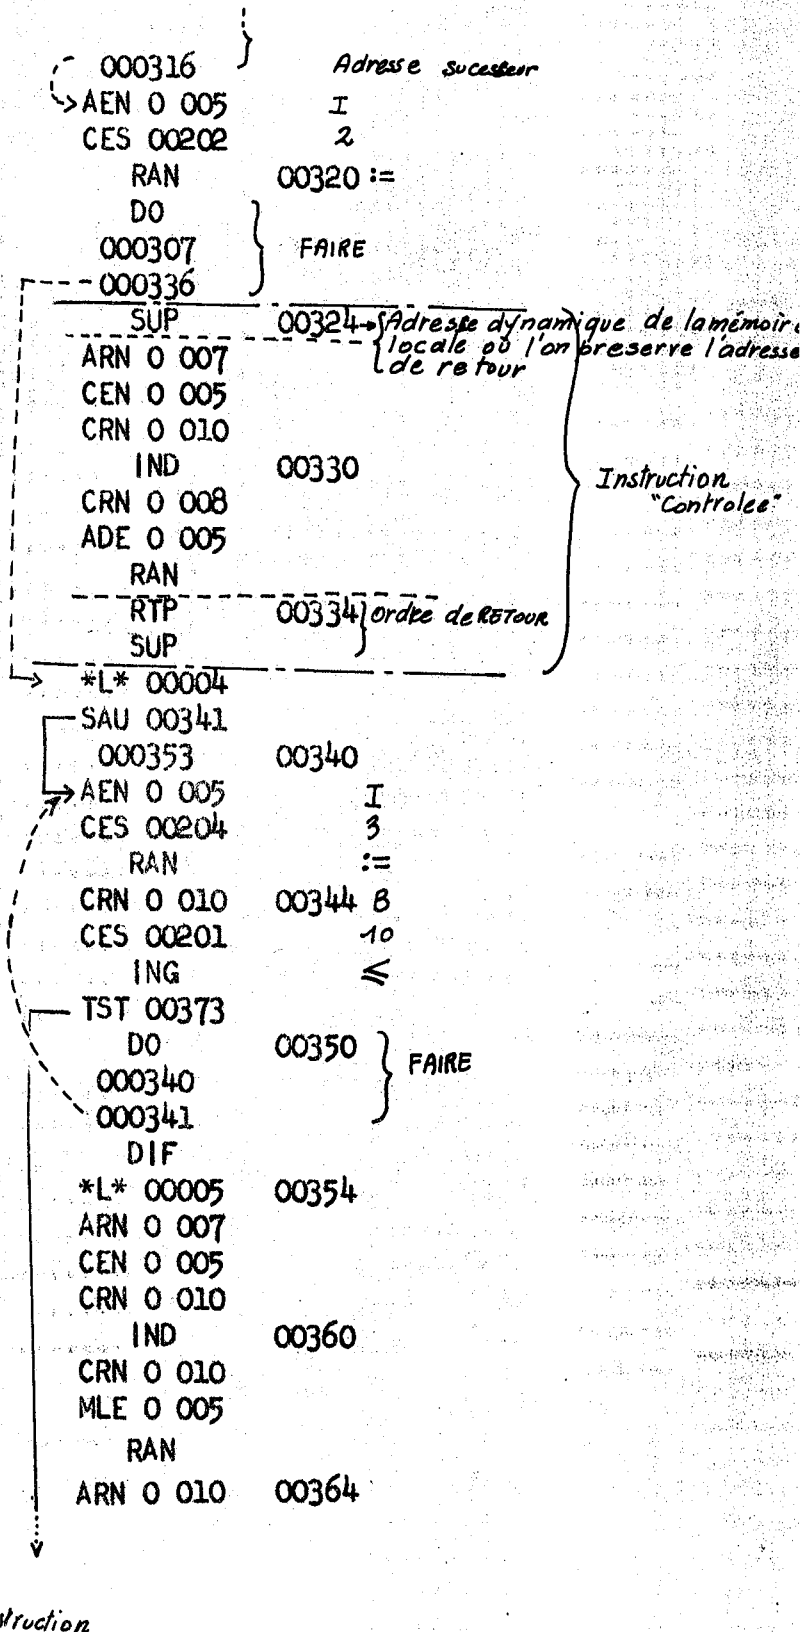 000316 Adresse sucesseur
AEN 0 005 I
CES 00202 2
RAN 00320 :=
DO
000307 FAIRE
000336
SUP 00324 Adresse dynamique de la mémoire
locale où l'on preserve l'adresse
ARN 0 007 de retour
CEN 0 005
CRN 0 010
IND 00330 Instruction
CRN 0 008 "Controlee"
ADE 0 005
RAN
RTP 00334 ordre de RETOUR
SUP
*L* 00004
SAU 00341
000353 00340
AEN 0 005 I
CES 00204 3
RAN :=
CRN 0 010 00344 B
CES 00201 10
ING ≤
TST 00373
DO 00350
000340 FAIRE
000341
DIF
*L* 00005 00354
ARN 0 007
CEN 0 005
CRN 0 010
IND 00360
CRN 0 010
MLE 0 005
RAN
ARN 0 010 00364
struction